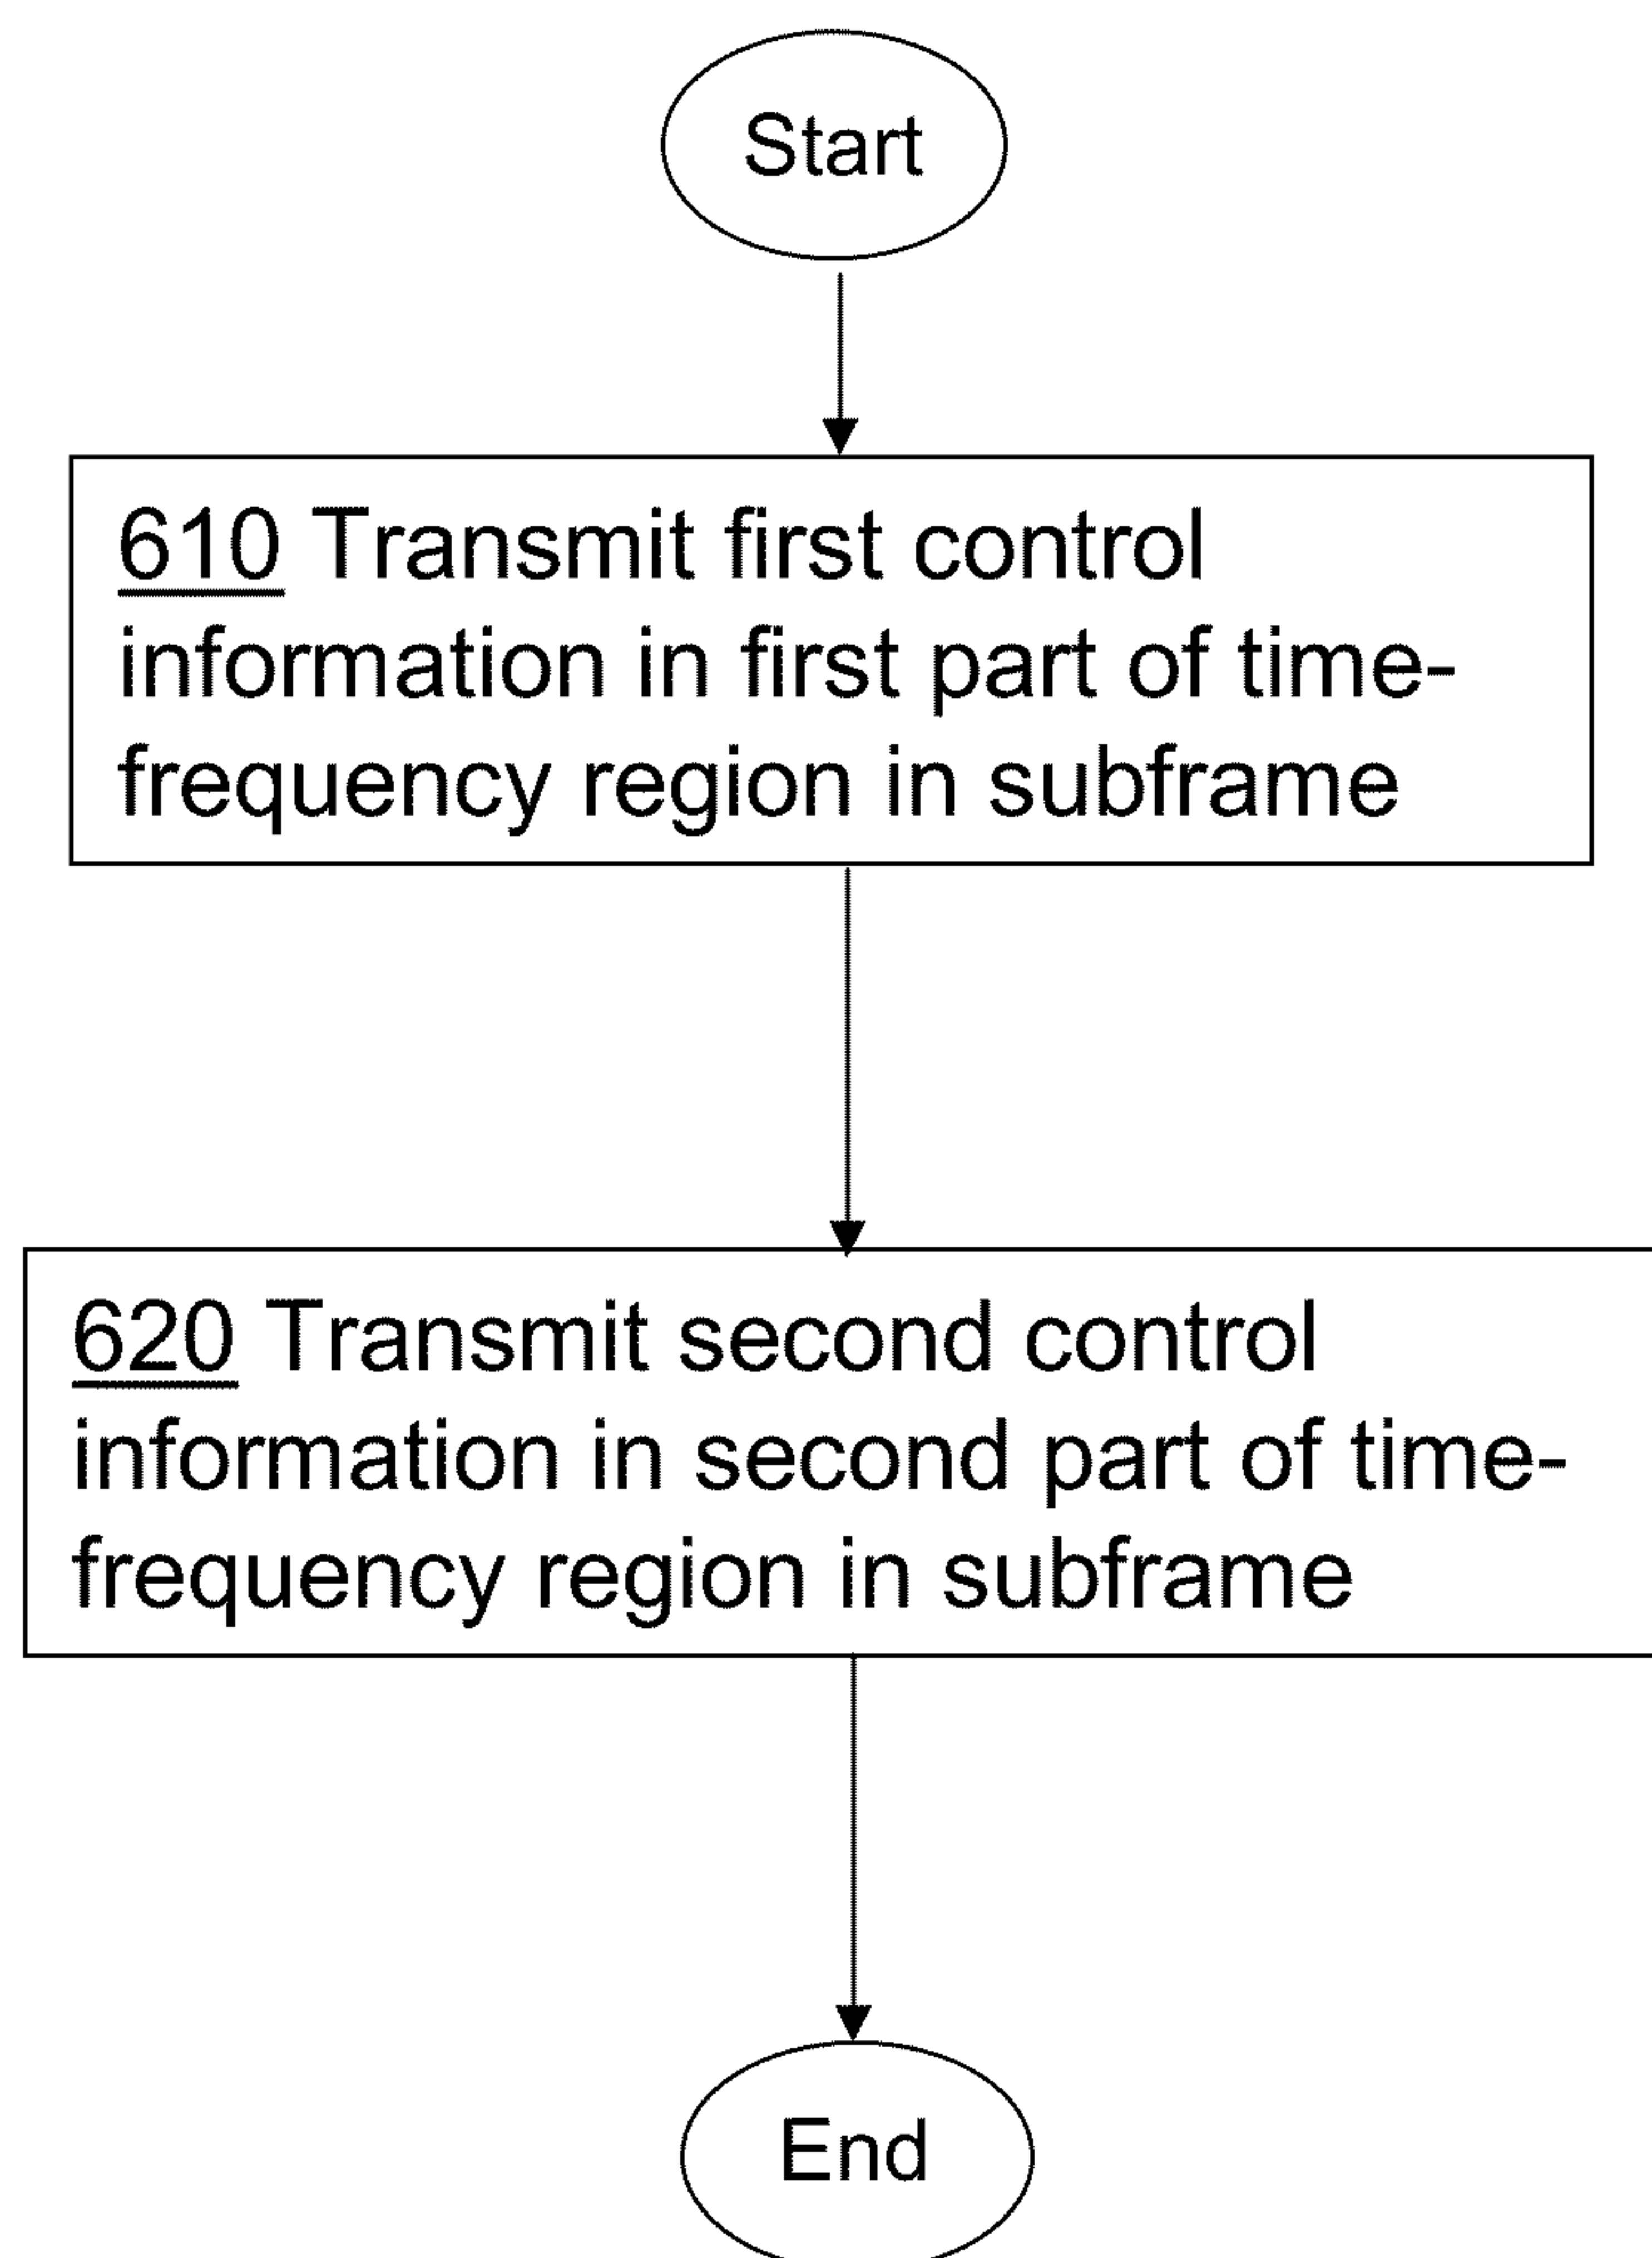 Start
610 Transmit first control
information in first part of time-
frequency region in subframe
620 Transmit second control
information in second part of time-
frequency region in subframe
End